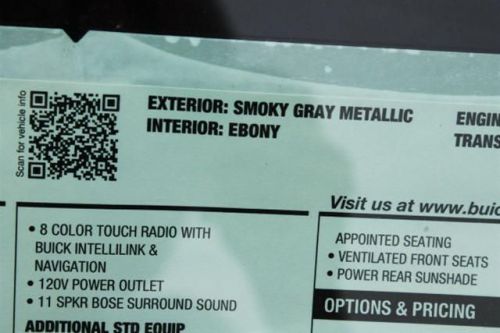 Scan for vehicle info
EXTERIOR: SMOKY GRAY METALLIC
INTERIOR: EBONY
ENGIN
TRANS
Visit us at www.buic
• 8 COLOR TOUCH RADIO WITH
BUICK INTELLILINK &
NAVIGATION
• 120V POWER OUTLET
• 11 SPKR BOSE SURROUND SOUND
ADDITIONAL STD EQUIP
APPOINTED SEATING
• VENTILATED FRONT SEATS
• POWER REAR SUNSHADE
OPTIONS & PRICING